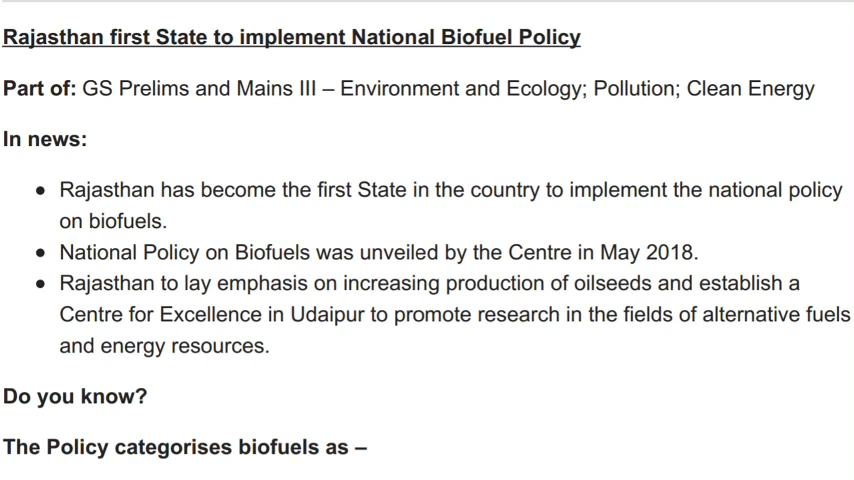 Rajasthan first State to implement National Biofuel Policy
Part of: GS Prelims and Mains III – Environment and Ecology; Pollution; Clean Energy
In news:
● Rajasthan has become the first State in the country to implement the national policy
on biofuels.
● National Policy on Biofuels was unveiled by the Centre in May 2018.
● Rajasthan to lay emphasis on increasing production of oilseeds and establish a
Centre for Excellence in Udaipur to promote research in the fields of alternative fuels
and energy resources.
Do you know?
The Policy categorises biofuels as –